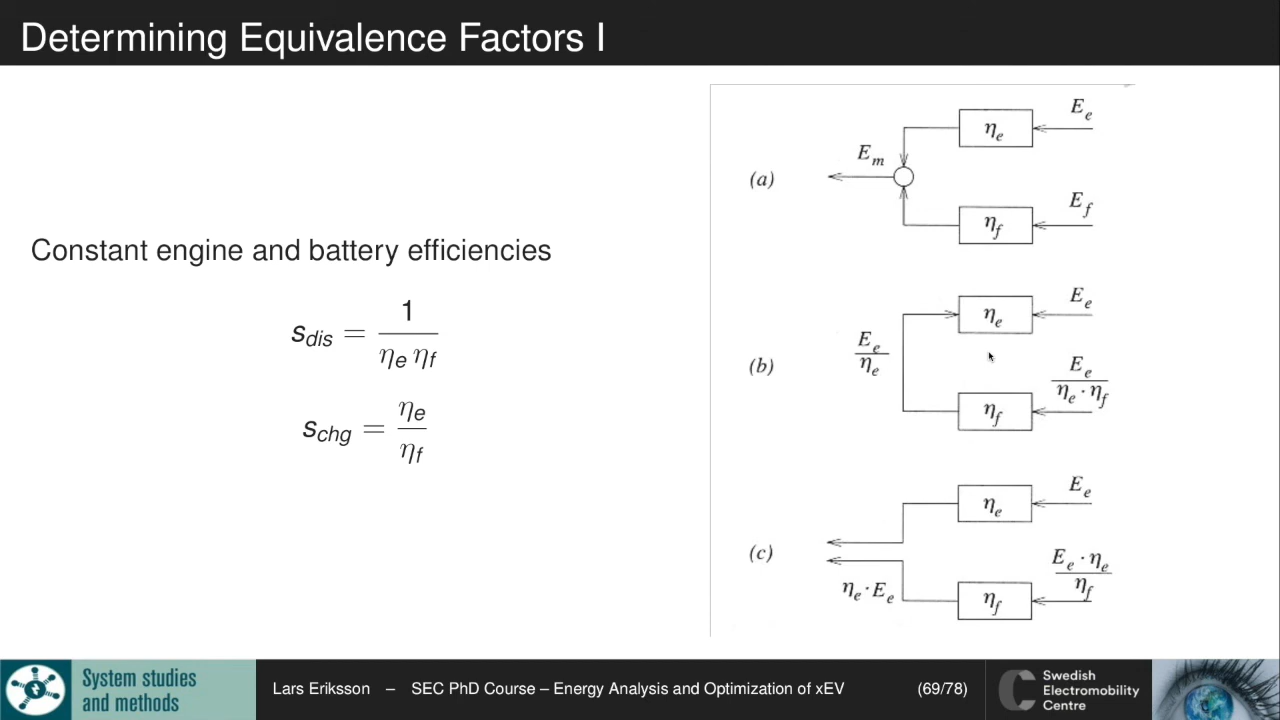 Determining Equivalence Factors I
Constant engine and battery efficiencies
s_dis = 1 / (η_e η_f)
s_chg = η_e / η_f
(a)
E_m
η_e
E_e
η_f
E_f
(b)
E_e / η_e
η_e
E_e
η_f
E_e / (η_e · η_f)
(c)
η_e
E_e
η_e · E_e
η_f
E_e · η_e / η_f
System studies
and methods
Lars Eriksson – SEC PhD Course – Energy Analysis and Optimization of xEV
(69/78)
Swedish
Electromobility
Centre